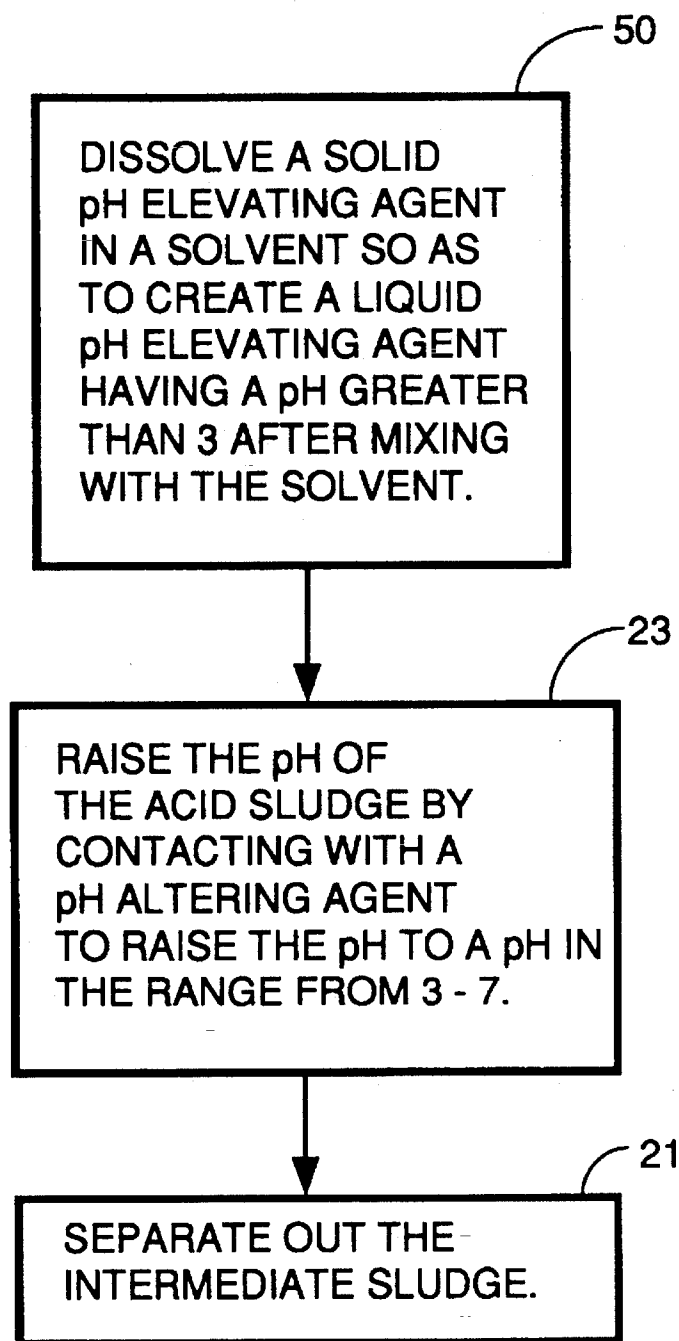 50
DISSOLVE A SOLID
pH ELEVATING AGENT
IN A SOLVENT SO AS
TO CREATE A LIQUID
pH ELEVATING AGENT
HAVING A pH GREATER
THAN 3 AFTER MIXING
WITH THE SOLVENT.
23
RAISE THE pH OF
THE ACID SLUDGE BY
CONTACTING WITH A
pH ALTERING AGENT
TO RAISE THE pH TO A pH IN
THE RANGE FROM 3 - 7.
21
SEPARATE OUT THE
INTERMEDIATE SLUDGE.